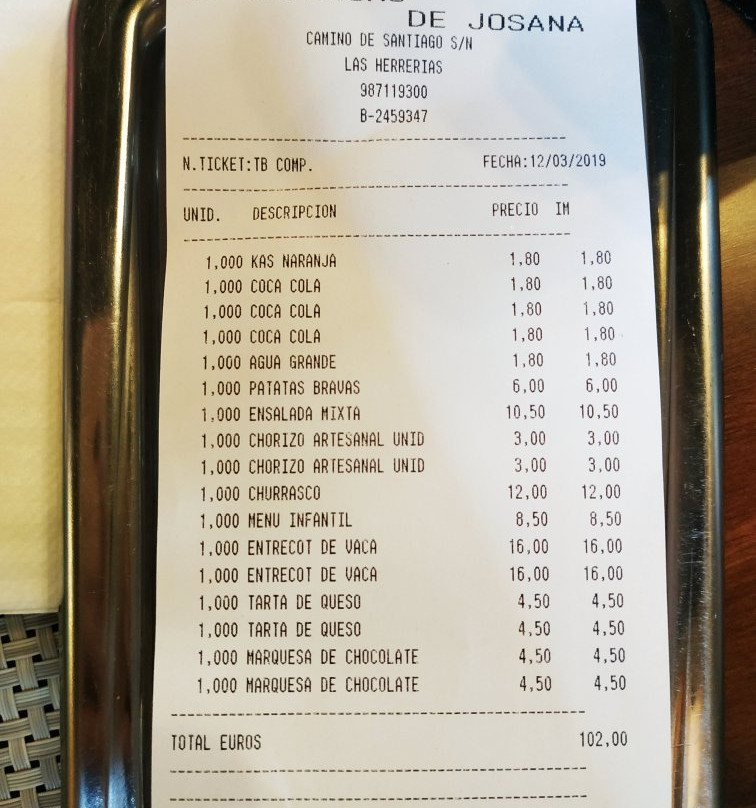 DE JOSANA
CAMINO DE SANTIAGO S/N
LAS HERRERIAS
987119300
B-2459347
N.TICKET:TB COMP. FECHA:12/03/2019
UNID. DESCRIPCION PRECIO IM
1,000 KAS NARANJA 1,80 1,80
1,000 COCA COLA 1,80 1,80
1,000 COCA COLA 1,80 1,80
1,000 COCA COLA 1,80 1,80
1,000 AGUA GRANDE 1,80 1,80
1,000 PATATAS BRAVAS 6,00 6,00
1,000 ENSALADA MIXTA 10,50 10,50
1,000 CHORIZO ARTESANAL UNID 3,00 3,00
1,000 CHORIZO ARTESANAL UNID 3,00 3,00
1,000 CHURRASCO 12,00 12,00
1,000 MENU INFANTIL 8,50 8,50
1,000 ENTRECOT DE VACA 16,00 16,00
1,000 ENTRECOT DE VACA 16,00 16,00
1,000 TARTA DE QUESO 4,50 4,50
1,000 TARTA DE QUESO 4,50 4,50
1,000 MARQUESA DE CHOCOLATE 4,50 4,50
1,000 MARQUESA DE CHOCOLATE 4,50 4,50
TOTAL EUROS 102,00